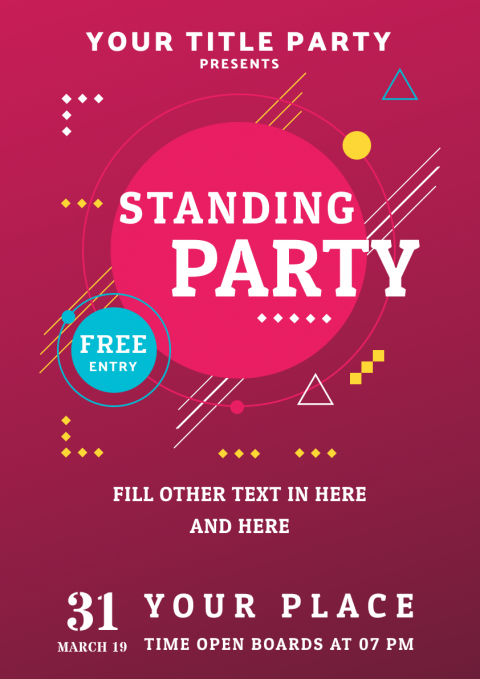 YOUR TITLE PARTY
PRESENTS
STANDING
PARTY
FREE
ENTRY
FILL OTHER TEXT IN HERE
AND HERE
31
MARCH 19
YOUR PLACE
TIME OPEN BOARDS AT 07 PM